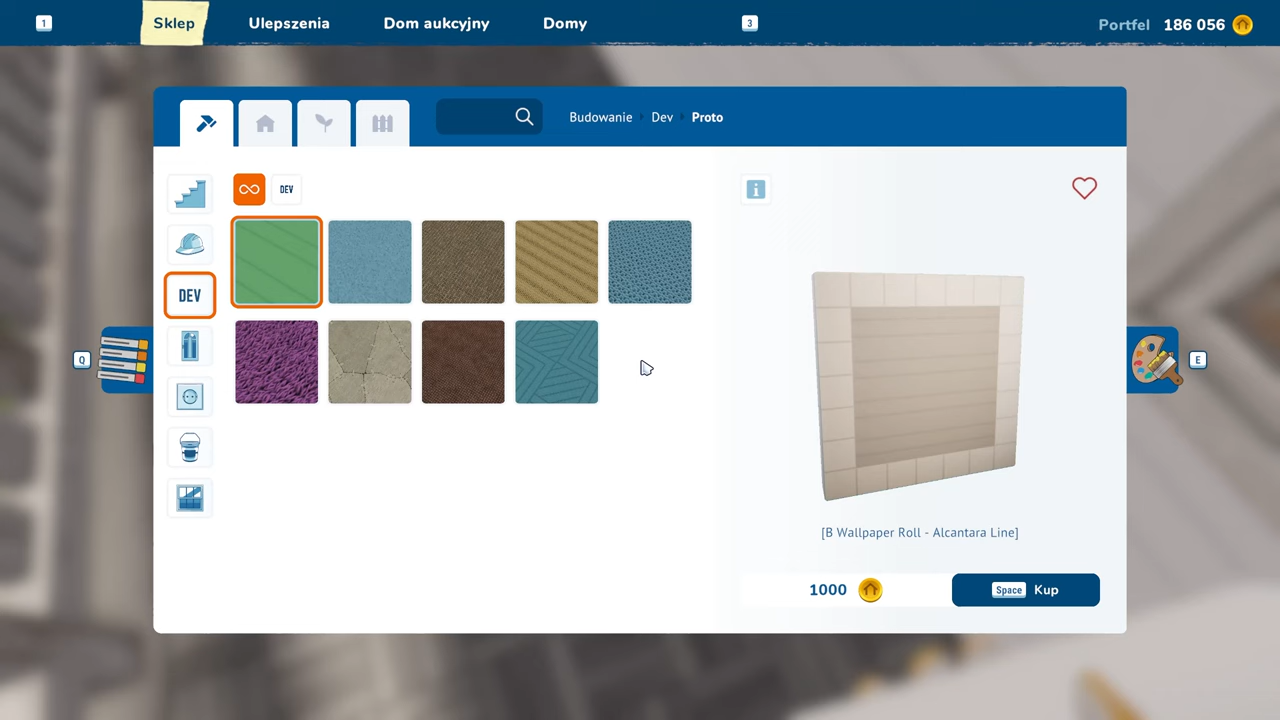 1 Sklep Ulepszenia Dom aukcyjny Domy 3 Portfel 186 056
Budowanie Dev Proto
DEV
DEV
Q
E
[B Wallpaper Roll - Alcantara Line]
1000 Space Kup